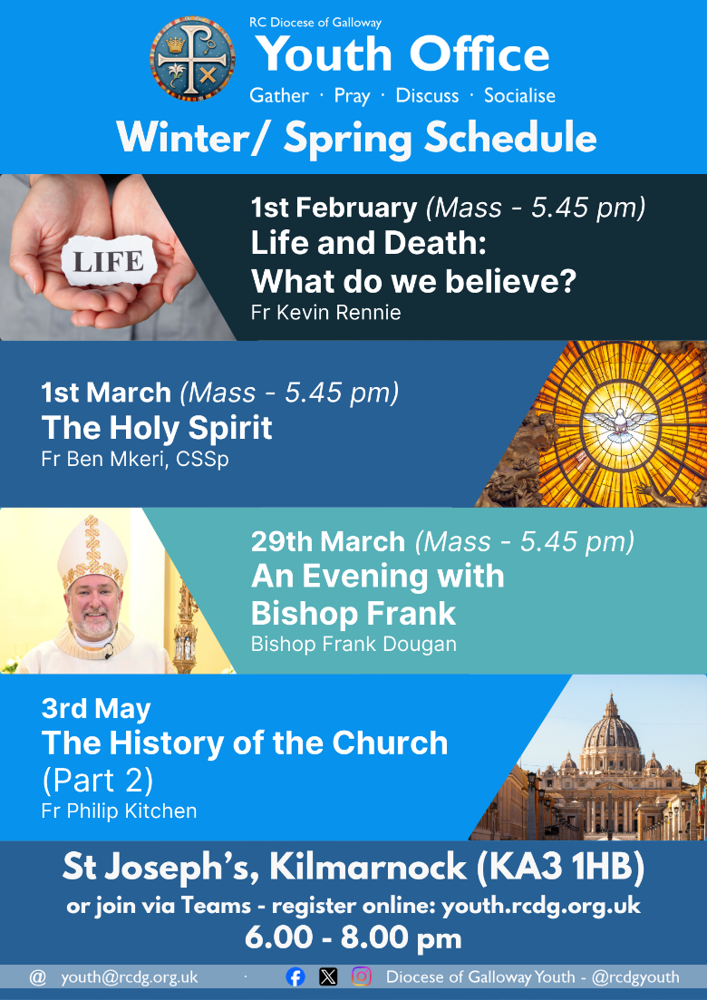 RC Diocese of Galloway
Youth Office
Gather · Pray · Discuss · Socialise
Winter/ Spring Schedule
LIFE
1st February (Mass - 5.45 pm)
Life and Death:
What do we believe?
Fr Kevin Rennie
1st March (Mass - 5.45 pm)
The Holy Spirit
Fr Ben Mkeri, CSSp
29th March (Mass - 5.45 pm)
An Evening with
Bishop Frank
Bishop Frank Dougan
3rd May
The History of the Church
(Part 2)
Fr Philip Kitchen
St Joseph's, Kilmarnock (KA3 1HB)
or join via Teams - register online: youth.rcdg.org.uk
6.00 - 8.00 pm
@ youth@rcdg.org.uk · Diocese of Galloway Youth - @rcdgyouth